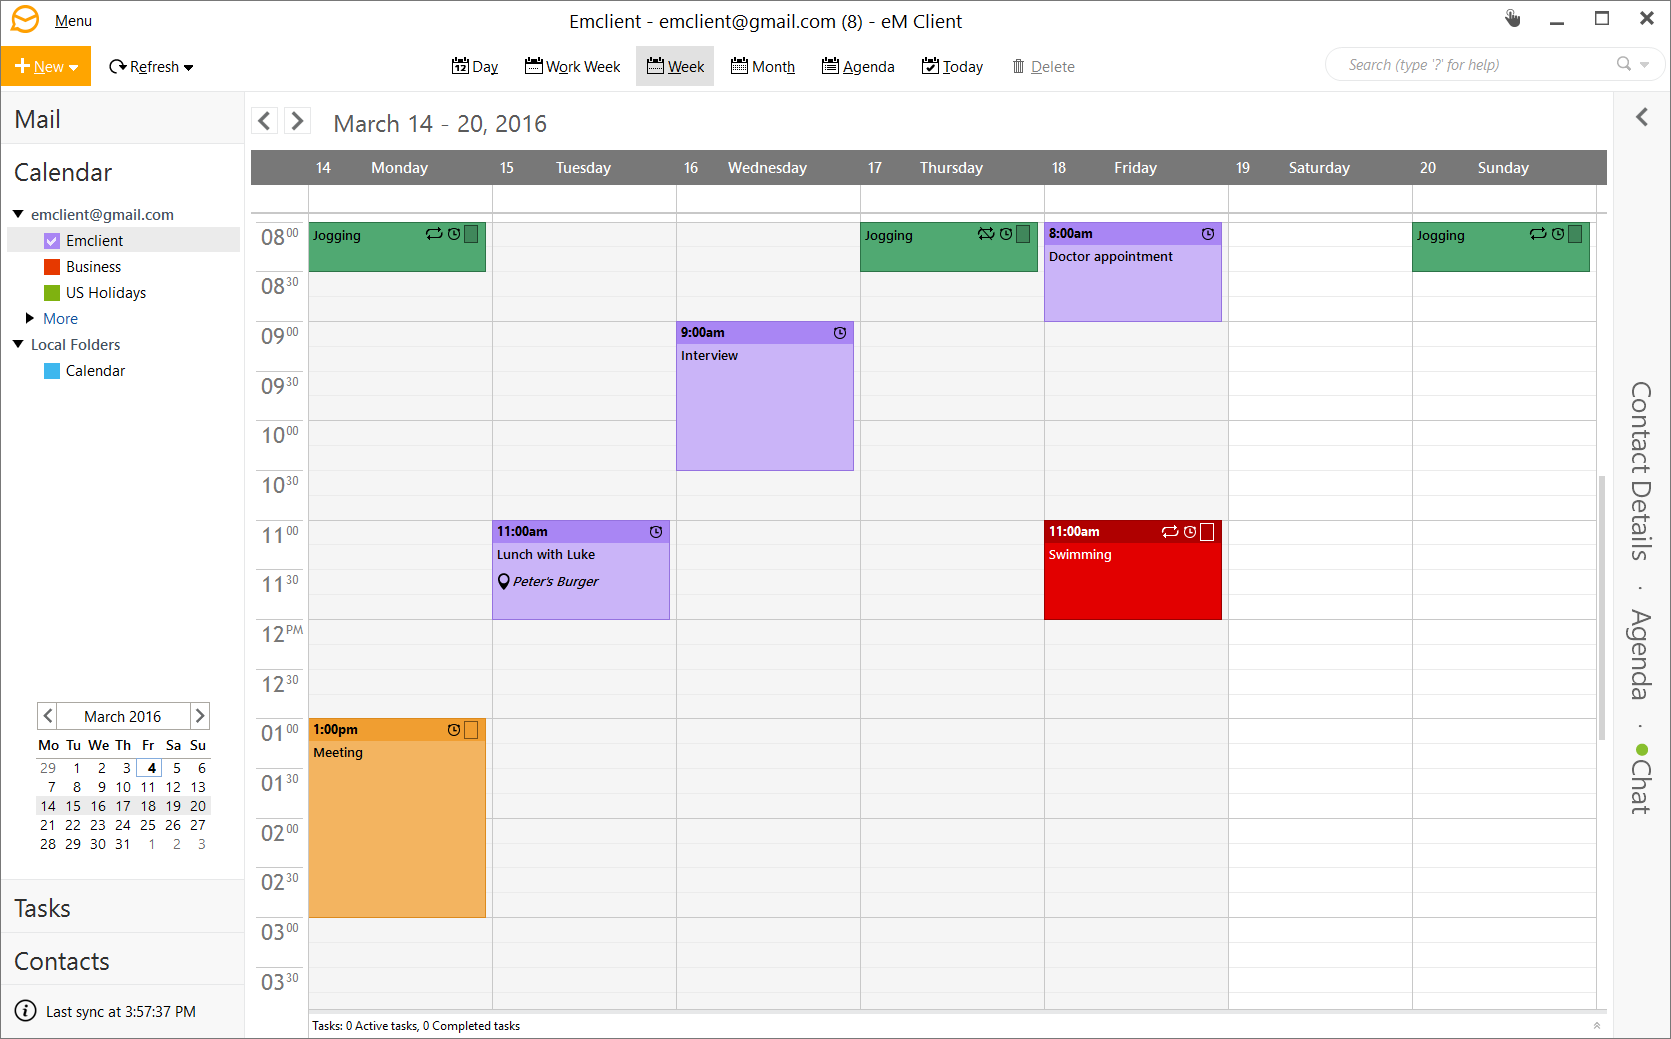 Menu
Emclient - emclient@gmail.com (8) - eM Client
New
Refresh
12 Day
Work Week
Week
Month
Agenda
Today
Delete
Search (type '?' for help)
Mail
Calendar
emclient@gmail.com
Emclient
Business
US Holidays
More
Local Folders
Calendar
March 2016
Mo Tu We Th Fr Sa Su
29 1 2 3 4 5 6
7 8 9 10 11 12 13
14 15 16 17 18 19 20
21 22 23 24 25 26 27
28 29 30 31 1 2 3
Tasks
Contacts
Last sync at 3:57:37 PM
March 14 - 20, 2016
14 Monday
15 Tuesday
16 Wednesday
17 Thursday
18 Friday
19 Saturday
20 Sunday
08 00
08 30
09 00
09 30
10 00
10 30
11 00
11 30
12 PM
12 30
01 00
01 30
02 00
02 30
03 00
03 30
Jogging
1:00pm
Meeting
11:00am
Lunch with Luke
Peter's Burger
9:00am
Interview
Jogging
8:00am
Doctor appointment
11:00am
Swimming
Jogging
Tasks: 0 Active tasks, 0 Completed tasks
Contact Details · Agenda · Chat